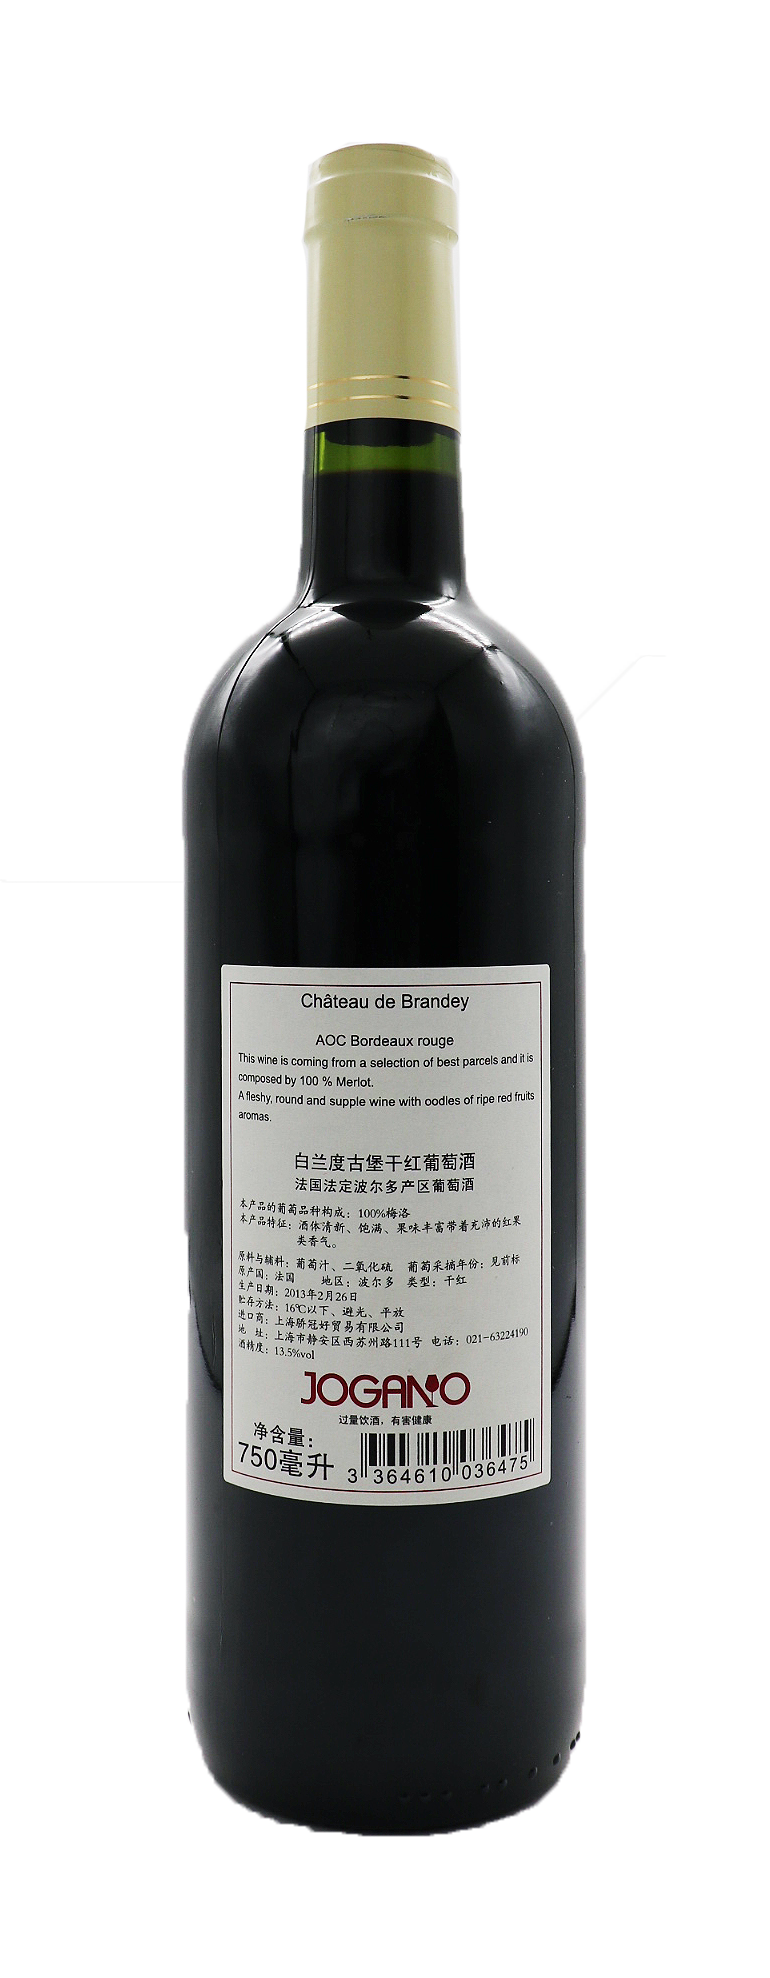 Château de Brandey
AOC Bordeaux rouge
This wine is coming from a selection of best parcels and it is
composed by 100 % Merlot.
A fleshy, round and supple wine with oodles of ripe red fruits
aromas.
白兰度古堡干红葡萄酒
法国法定波尔多产区葡萄酒
本产品的葡萄品种构成：100%梅洛
本产品特征：酒体清新、饱满、果味丰富带着充沛的红果
类香气。
原料与辅料：葡萄汁、二氧化硫 葡萄采摘年份：见前标
原产国：法国 地区：波尔多 类型：干红
生产日期：2013年2月26日
贮存方法：16℃以下、避光、平放
进口商：上海骄冠好贸易有限公司
地 址：上海市静安区西苏州路111号 电话：021-63224190
酒精度：13.5%vol
JOGANO
过量饮酒，有害健康
净含量：
750毫升
3 364610 036475